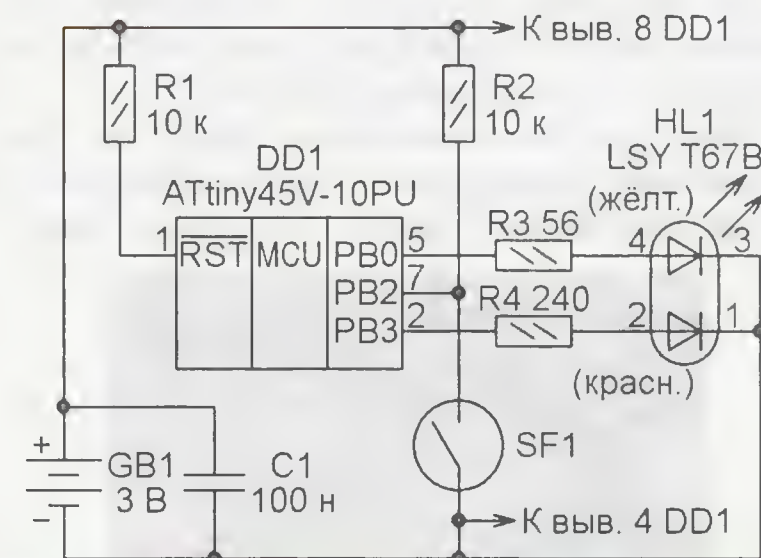 К выв. 8 DD1
R1
10 к
R2
10 к
HL1
LSY T67B
DD1
ATtiny45V-10PU
(жёлт.)
1
RST
MCU
PB0
5
R3 56
4
3
PB2
7
R4 240
PB3
2
2
1
(красн.)
SF1
+
GB1
3 В
–
C1
100 н
К выв. 4 DD1